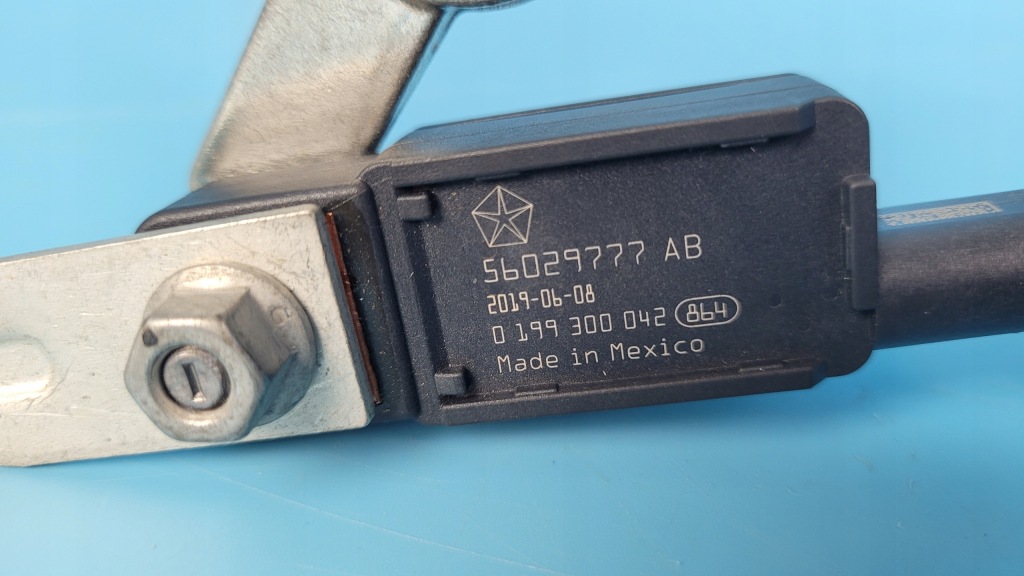 56029777 AB
2019-06-08
0 199 300 042 864
Made in Mexico